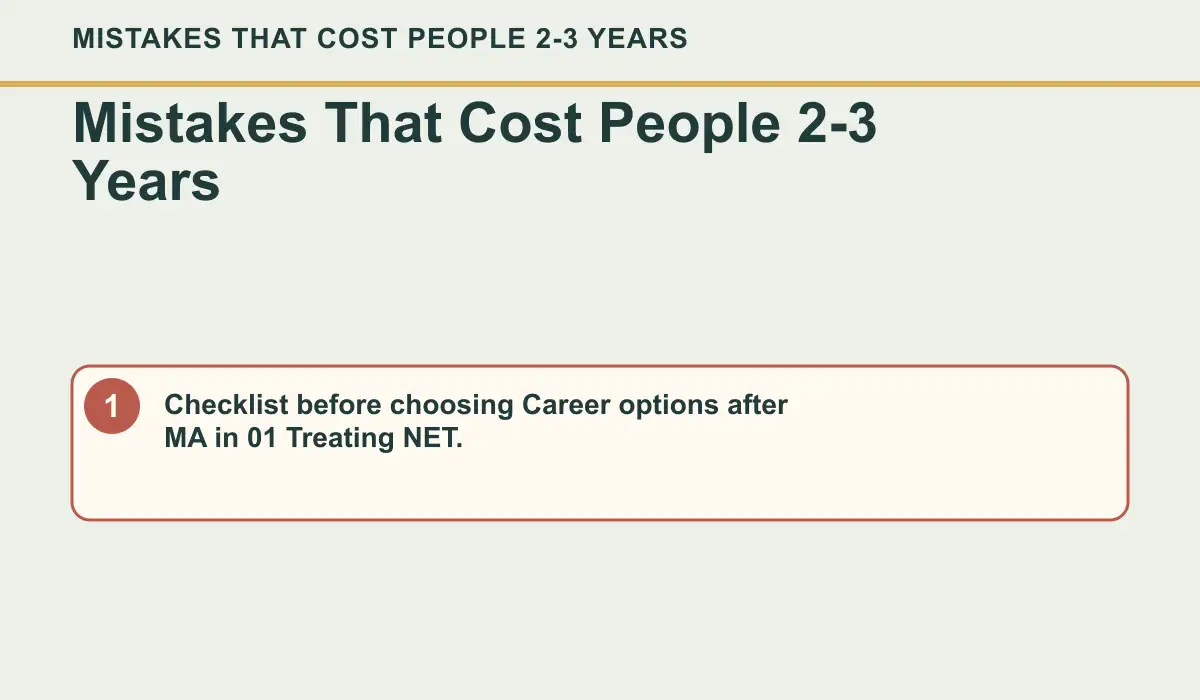 MISTAKES THAT COST PEOPLE 2-3 YEARS
Mistakes That Cost People 2-3
Years
1
Checklist before choosing Career options after
MA in 01 Treating NET.